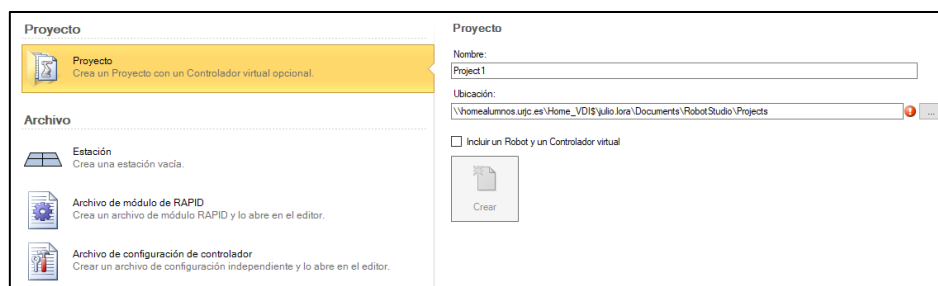 Proyecto
Proyecto
Crea un Proyecto con un Controlador virtual opcional.
Archivo
Estación
Crea una estación vacía.
Archivo de módulo de RAPID
Crea un archivo de módulo RAPID y lo abre en el editor.
Archivo de configuración de controlador
Crear un archivo de configuración independiente y lo abre en el editor.
Proyecto
Nombre:
Project1
Ubicación:
\\homealumnos.urjc.es\Home_VDI$\julio.lora\Documents\RobotStudio\Projects
...
Incluir un Robot y un Controlador virtual
Crear